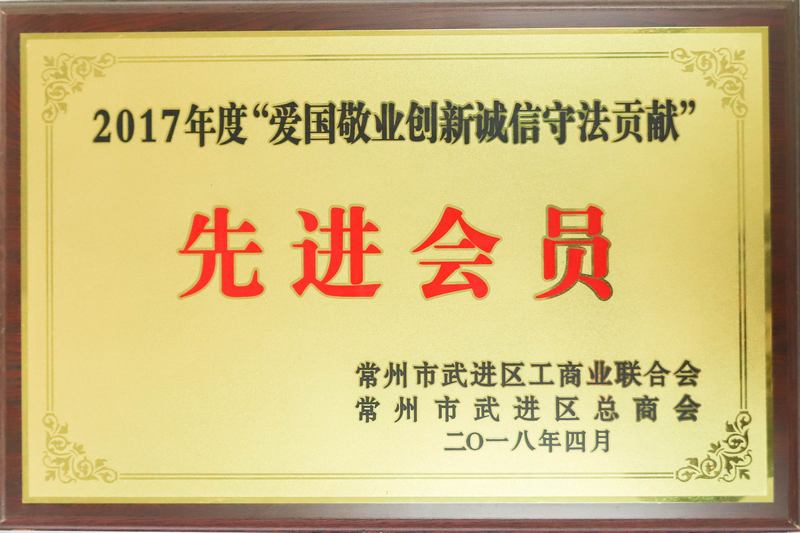 2017年度“爱国敬业创新诚信守法贡献”
先进会员
常州市武进区工商业联合会
常州市武进区总商会
二〇一八年四月